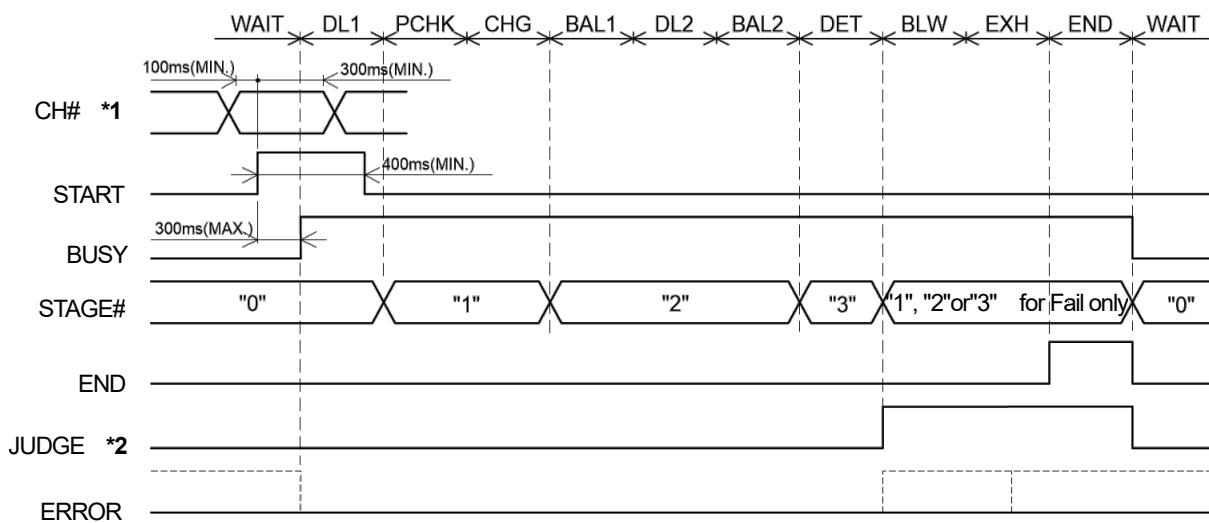 WAIT DL1 PCHK CHG BAL1 DL2 BAL2 DET BLW EXH END WAIT
100ms(MIN.) 300ms(MIN.)
CH# *1
400ms(MIN.)
START
300ms(MAX.)
BUSY
STAGE# "0" "1" "2" "3" "1", "2"or"3" for Fail only "0"
END
JUDGE *2
ERROR